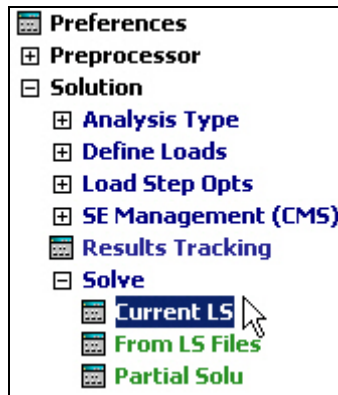 Preferences
Preprocessor
Solution
Analysis Type
Define Loads
Load Step Opts
SE Management (CMS)
Results Tracking
Solve
Current LS
From LS Files
Partial Solu